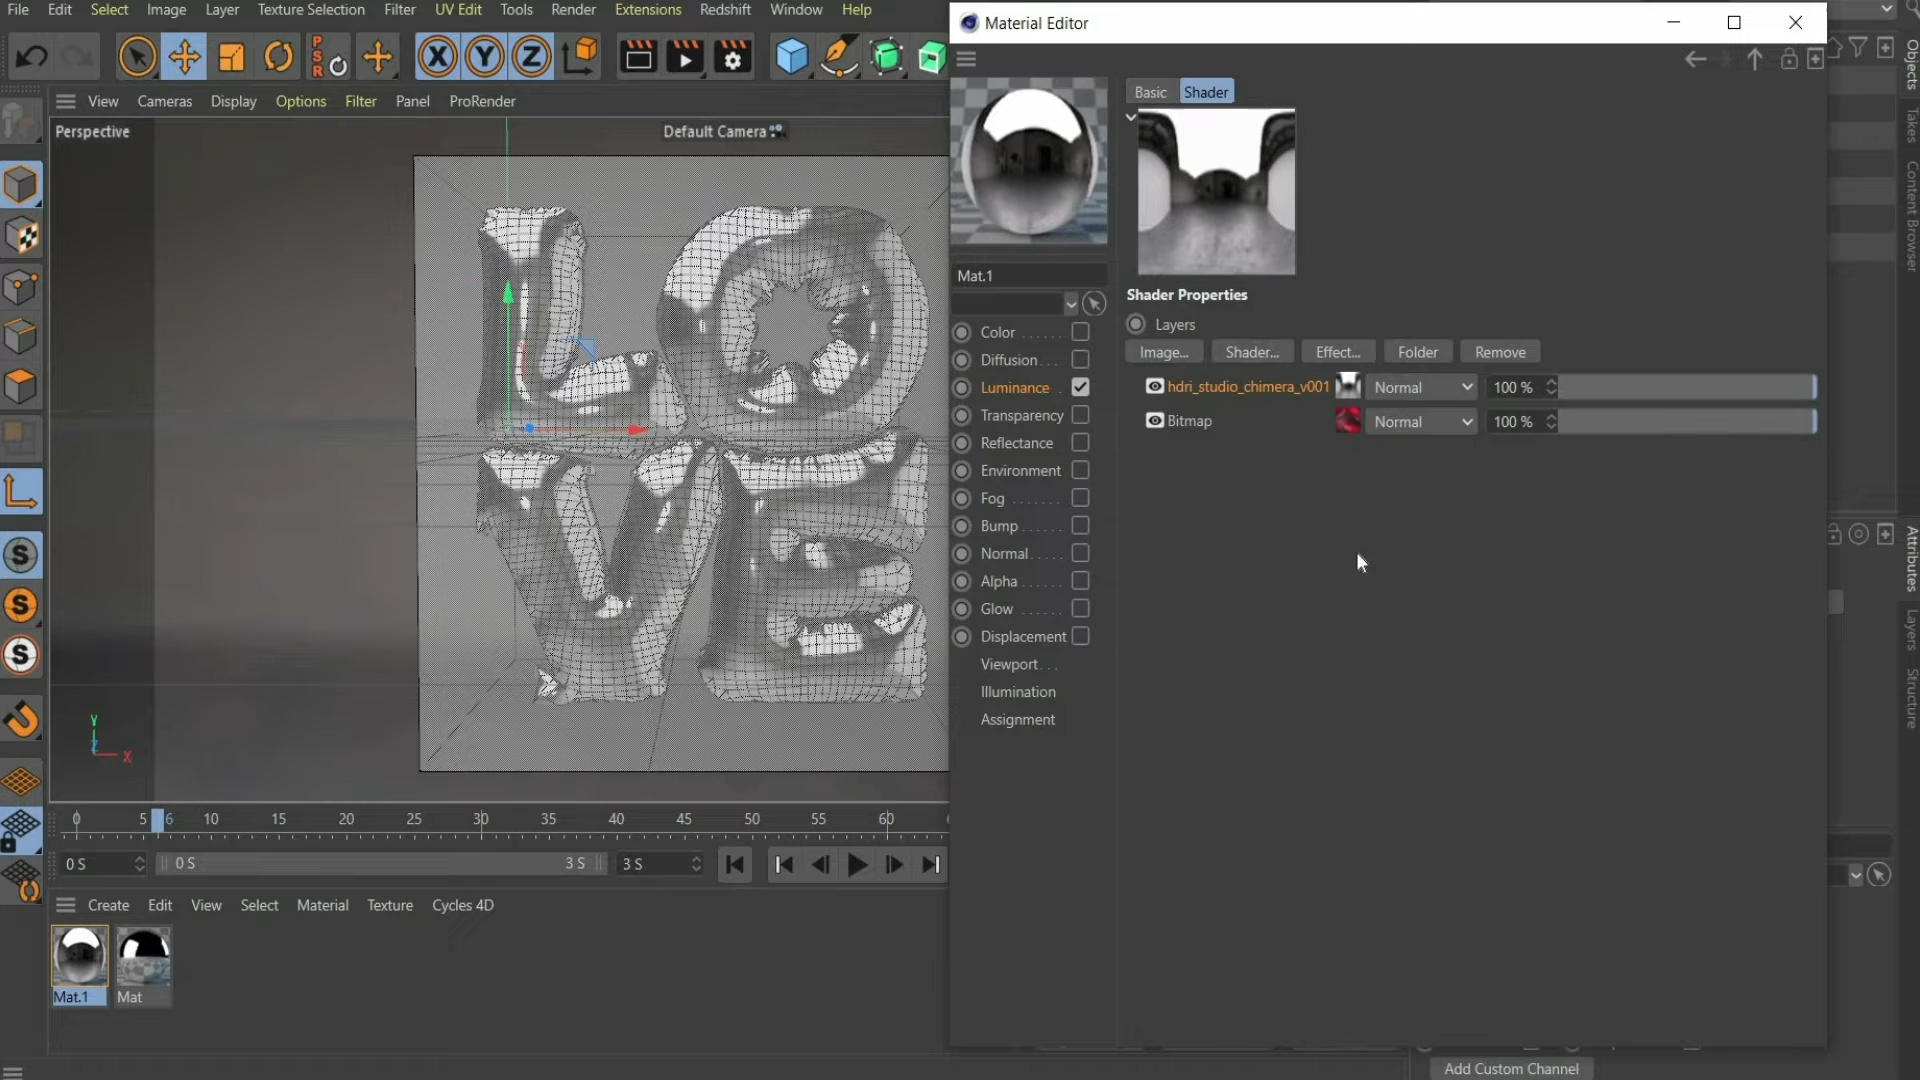 File Edit Select Image Layer Texture Selection Filter UV Edit Tools Render Extensions Redshift Window Help
Material Editor
P
S
R
X Y Z
View Cameras Display Options Filter Panel ProRender
Perspective
Default Camera
Basic Shader
Mat.1
Shader Properties
Layers
Image... Shader... Effect... Folder Remove
hdri_studio_chimera_v001 Normal 100 %
Bitmap Normal 100 %
Color ......
Diffusion ...
Luminance .
Transparency
Reflectance
Environment
Fog .......
Bump ......
Normal .....
Alpha ......
Glow ......
Displacement
Viewport ...
Illumination
Assignment
LOVE
S
S
S
Y
Z
X
0 5 6 10 15 20 25 30 35 40 45 50 55 60
0 S 0 S 3 S 3 S
Create Edit View Select Material Texture Cycles 4D
Mat.1 Mat
Objects
Takes
Content Browser
Attributes
Layers
Structure
Add Custom Channel